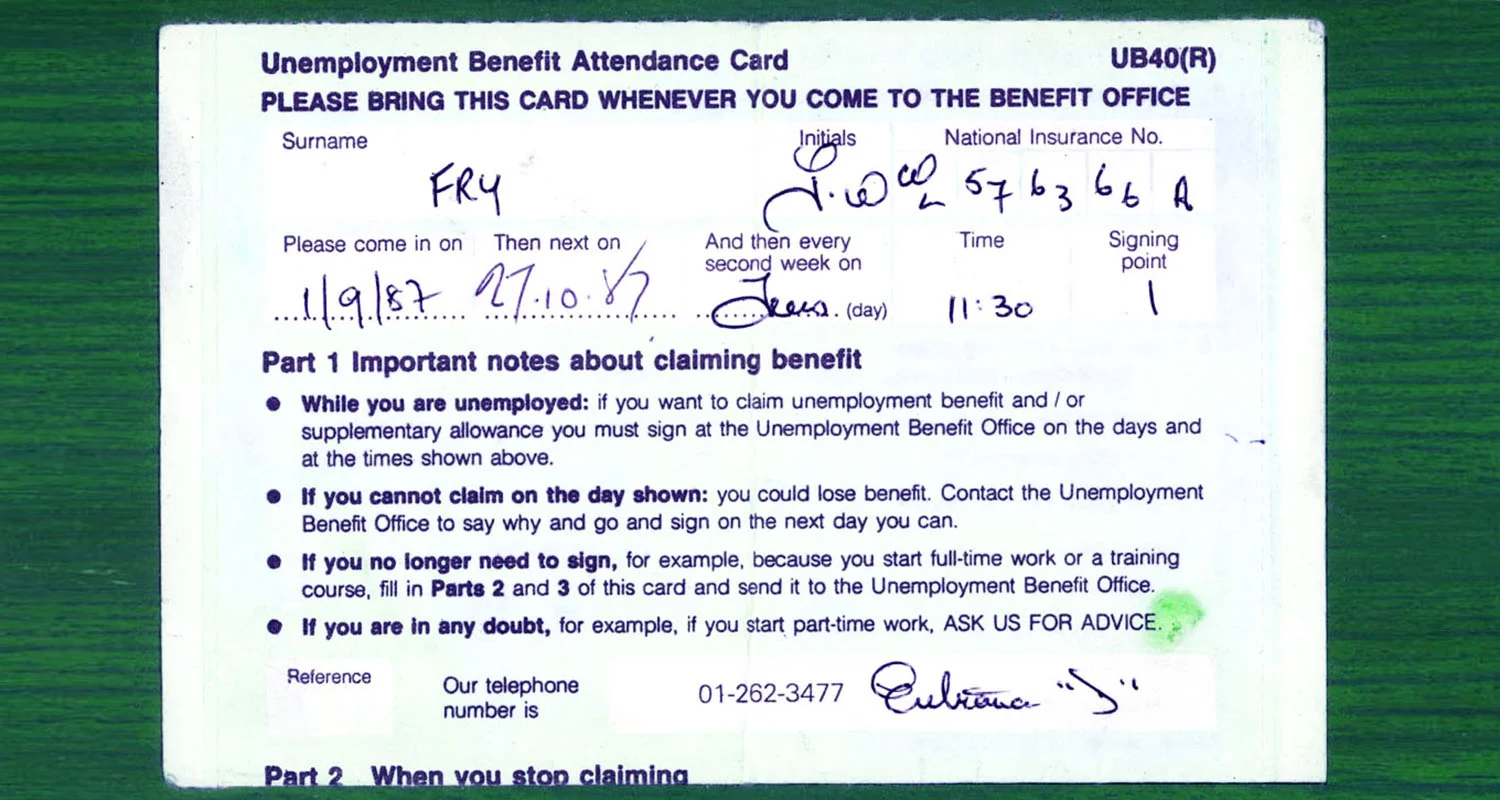 Unemployment Benefit Attendance Card UB40(R)
PLEASE BRING THIS CARD WHENEVER YOU COME TO THE BENEFIT OFFICE
Surname Initials National Insurance No.
FRY 57 63 66 A
Please come in on Then next on And then every second week on Time Signing point
1/9/87 27.10.87 (day) 11:30 1
Part 1 Important notes about claiming benefit
● While you are unemployed: if you want to claim unemployment benefit and / or
supplementary allowance you must sign at the Unemployment Benefit Office on the days and
at the times shown above.
● If you cannot claim on the day shown: you could lose benefit. Contact the Unemployment
Benefit Office to say why and go and sign on the next day you can.
● If you no longer need to sign, for example, because you start full-time work or a training
course, fill in Parts 2 and 3 of this card and send it to the Unemployment Benefit Office.
● If you are in any doubt, for example, if you start part-time work, ASK US FOR ADVICE.
Reference Our telephone number is 01-262-3477 "J"
Part 2 When you stop claiming